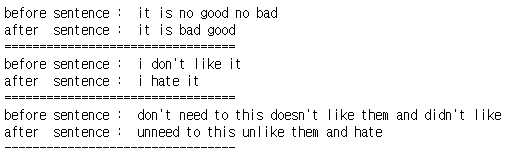 before sentence :  it is no good no bad
after  sentence :  it is bad good
=================================
before sentence :  i don't like it
after  sentence :  i hate it
=================================
before sentence :  don't need to this doesn't like them and didn't like
after  sentence :  unneed to this unlike them and hate
=================================